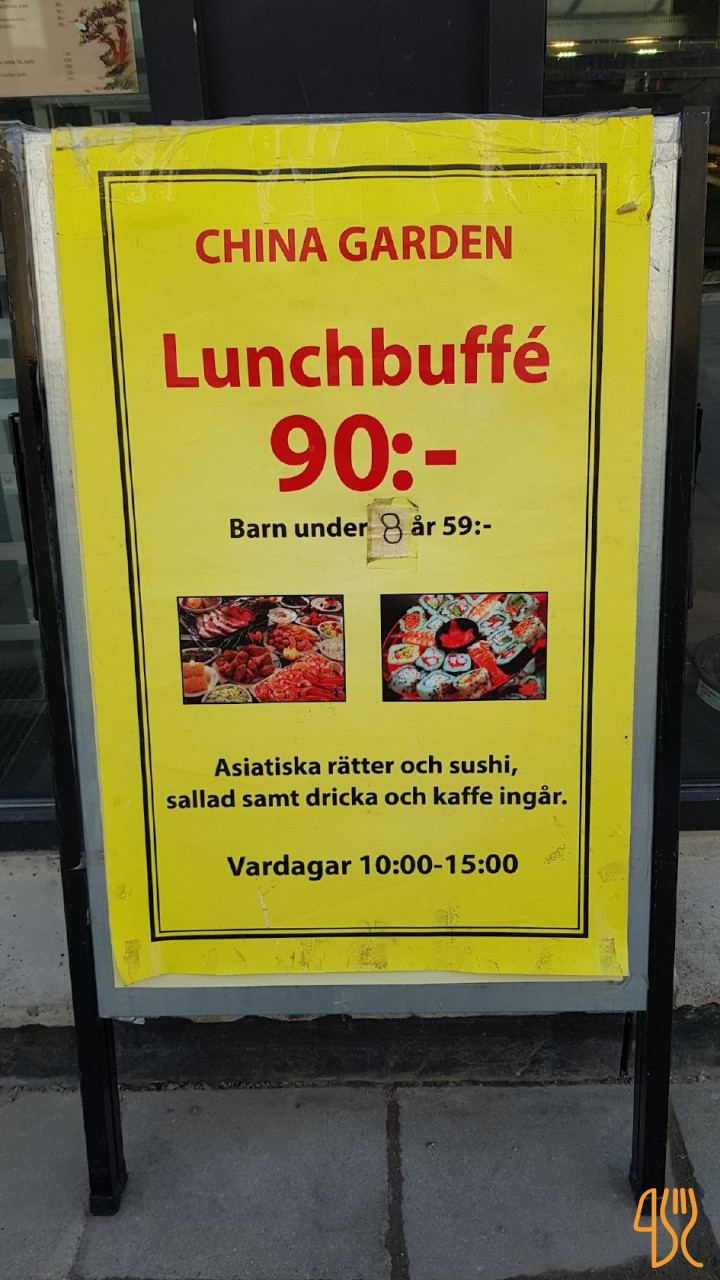 CHINA GARDEN
Lunchbuffé
90:-
Barn under 8 år 59:-
Asiatiska rätter och sushi,
sallad samt dricka och kaffe ingår.
Vardagar 10:00-15:00